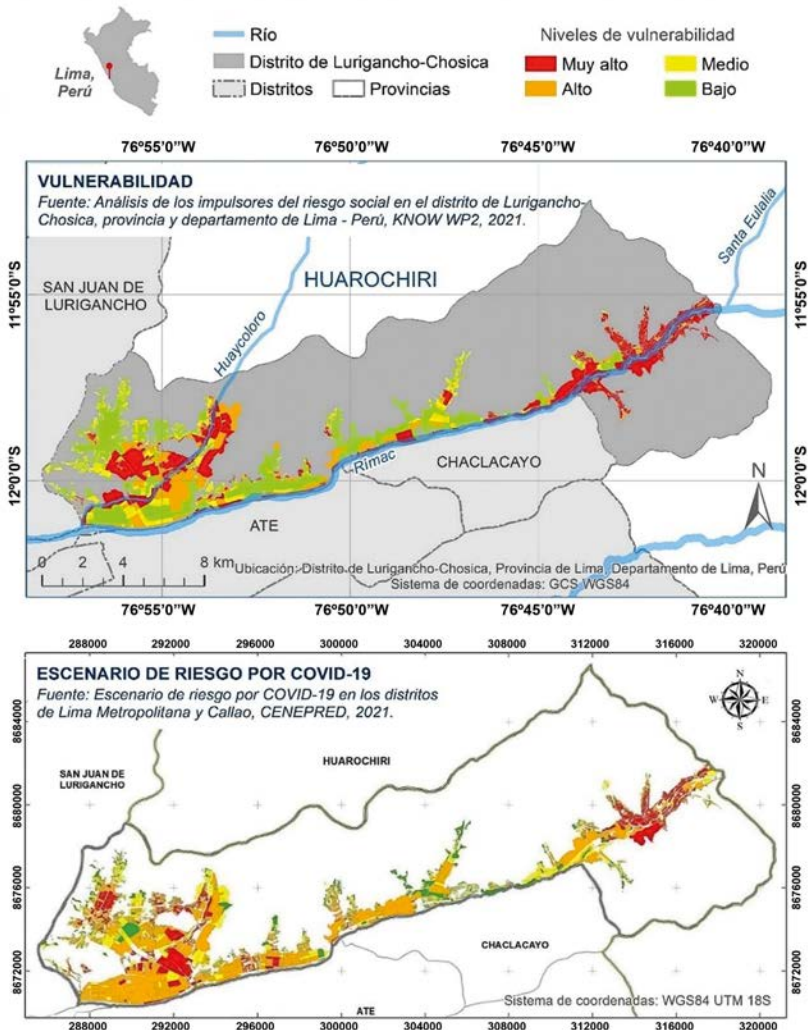 Lima,
Perú
Río
Distrito de Lurigancho-Chosica
Distritos
Provincias
Niveles de vulnerabilidad
Muy alto
Medio
Alto
Bajo
76°55'0"W 76°50'0"W 76°45'0"W 76°40'0"W
VULNERABILIDAD
Fuente: Análisis de los impulsores del riesgo social en el distrito de Lurigancho-
Chosica, provincia y departamento de Lima - Perú, KNOW WP2, 2021.
SAN JUAN DE
LURIGANCHO
HUAROCHIRI
Santa Eulalia
Huaycoloro
11°55'0"S
11°55'0"S
Rímac
CHACLACAYO
12°0'0"S
12°0'0"S
ATE
N
0 2 4 8 km
Ubicación: Distrito de Lurigancho-Chosica, Provincia de Lima, Departamento de Lima, Perú
Sistema de coordenadas: GCS WGS84
76°55'0"W 76°50'0"W 76°45'0"W 76°40'0"W
288000 292000 296000 300000 304000 308000 312000 316000 320000
ESCENARIO DE RIESGO POR COVID-19
Fuente: Escenario de riesgo por COVID-19 en los distritos
de Lima Metropolitana y Callao, CENEPRED, 2021.
N
W E
S
8684000
8684000
HUAROCHIRI
SAN JUAN DE
LURIGANCHO
8680000
8680000
8676000
8676000
CHACLACAYO
8672000
8672000
Sistema de coordenadas: WGS84 UTM 18S
ATE
288000 292000 296000 300000 304000 308000 312000 316000 320000